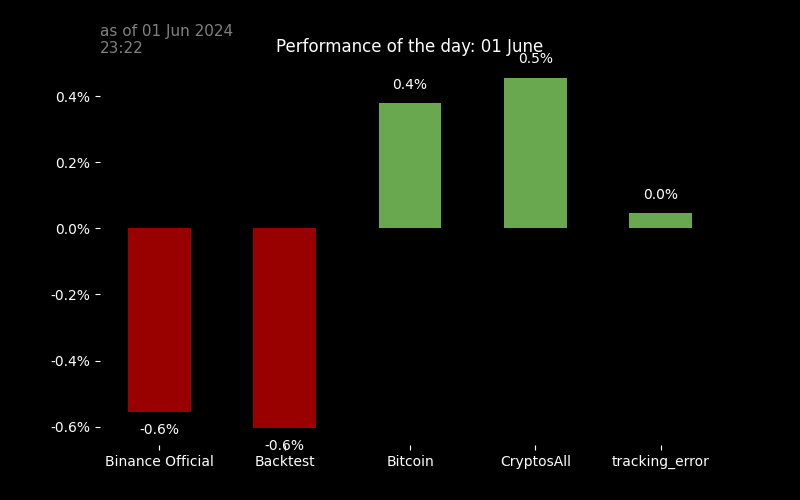 as of 01 Jun 2024
23:22
Performance of the day: 01 June
0.5%
0.4%
0.4%
0.2%
0.0%
0.0%
-0.2%
-0.4%
-0.6%
-0.6%
-0.6%
Binance Official
Backtest
Bitcoin
CryptosAll
tracking_error